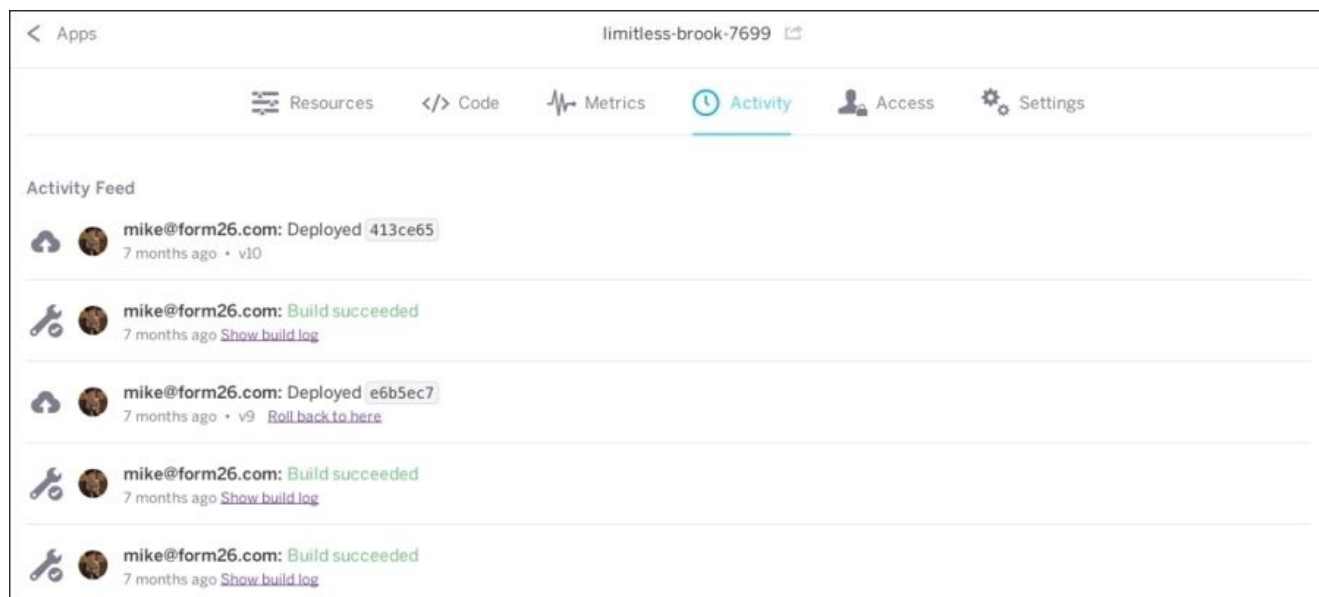 Apps
limitless-brook-7699
Resources </> Code Metrics Activity Access Settings
Activity Feed
mike@form26.com: Deployed 413ce65
7 months ago • v10
mike@form26.com: Build succeeded
7 months ago Show build log
mike@form26.com: Deployed e6b5ec7
7 months ago • v9 Roll back to here
mike@form26.com: Build succeeded
7 months ago Show build log
mike@form26.com: Build succeeded
7 months ago Show build log